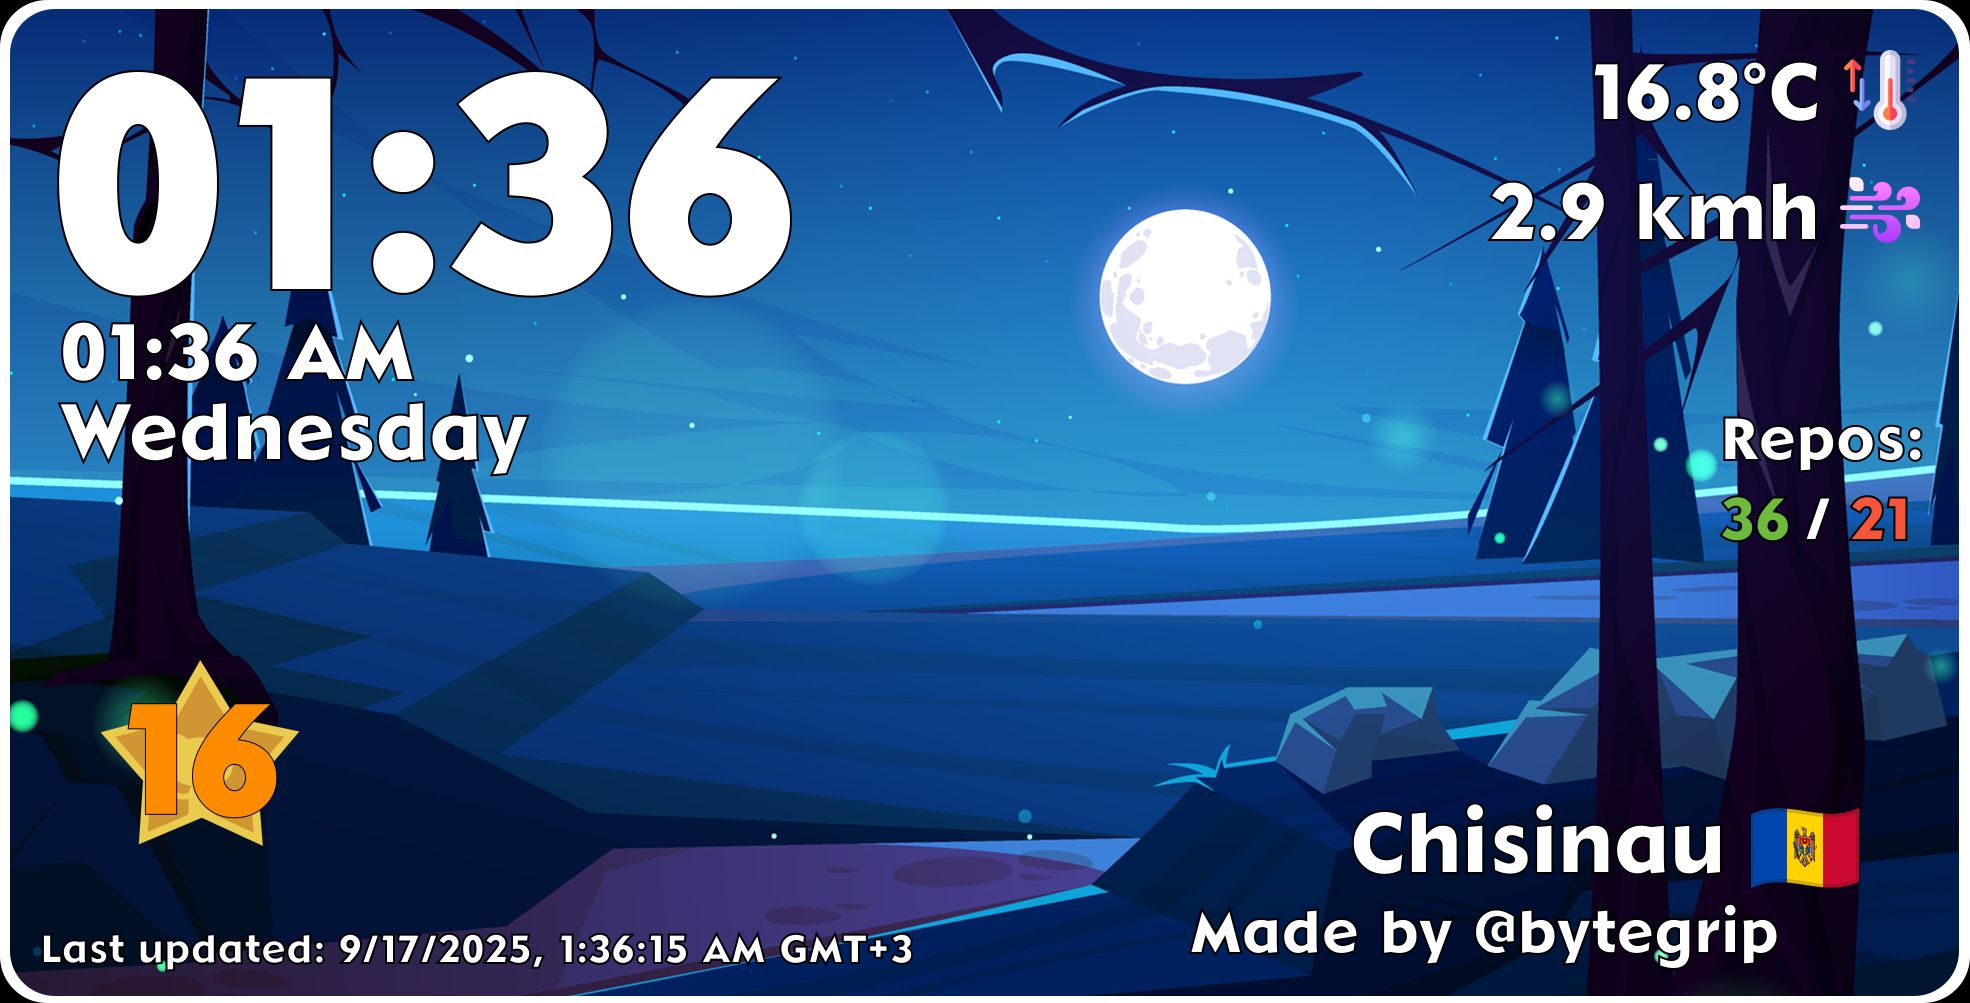 01:36
01:36 AM
Wednesday
16.8°C
2.9 kmh
Repos:
36 / 21
16
Chisinau
Made by @bytegrip
Last updated: 9/17/2025, 1:36:15 AM GMT+3